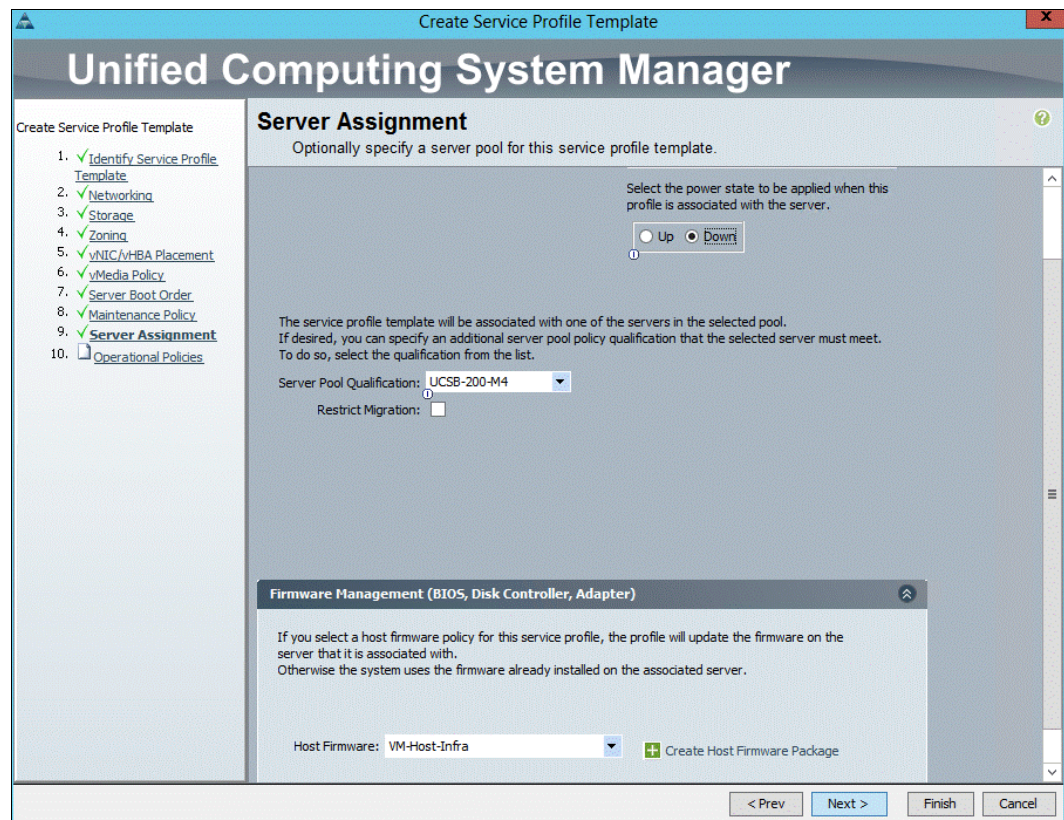 Create Service Profile Template
x
Unified Computing System Manager
Create Service Profile Template
1. Identify Service Profile
Template
2. Networking
3. Storage
4. Zoning
5. vNIC/vHBA Placement
6. vMedia Policy
7. Server Boot Order
8. Maintenance Policy
9. Server Assignment
10. Operational Policies
Server Assignment
?
Optionally specify a server pool for this service profile template.
Select the power state to be applied when this
profile is associated with the server.
Up Down
The service profile template will be associated with one of the servers in the selected pool.
If desired, you can specify an additional server pool policy qualification that the selected server must meet.
To do so, select the qualification from the list.
Server Pool Qualification: UCSB-200-M4
Restrict Migration:
Firmware Management (BIOS, Disk Controller, Adapter)
If you select a host firmware policy for this service profile, the profile will update the firmware on the
server that it is associated with.
Otherwise the system uses the firmware already installed on the associated server.
Host Firmware: VM-Host-Infra
Create Host Firmware Package
< Prev Next > Finish Cancel